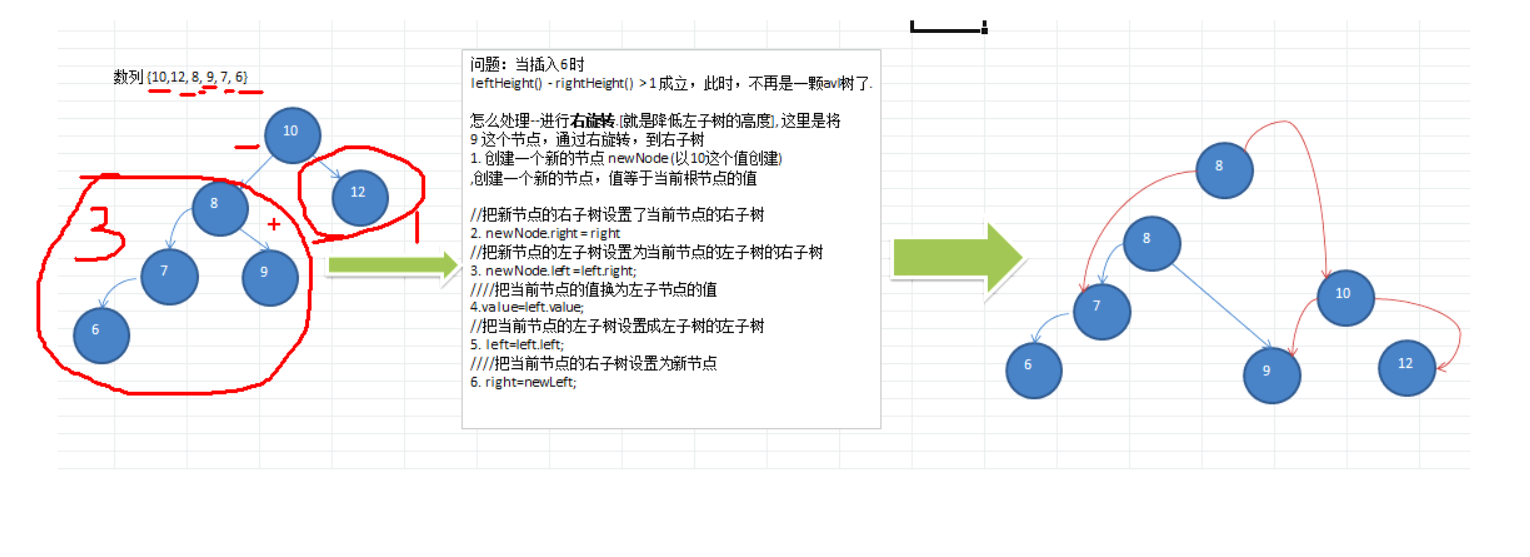 数列 {10,12, 8, 9, 7, 6}
10
8
12
3
7
9
6
问题：当插入6时
leftHeight() - rightHeight() > 1 成立，此时，不再是一颗avl树了.
怎么处理--进行右旋转.[就是降低左子树的高度], 这里是将
9 这个节点，通过右旋转，到右子树
1. 创建一个新的节点 newNode (以10这个值创建)
,创建一个新的节点，值等于当前根节点的值
//把新节点的右子树设置了当前节点的右子树
2. newNode.right = right
//把新节点的左子树设置为当前节点的左子树的右子树
3. newNode.left =left.right;
////把当前节点的值换为左子节点的值
4.value=left.value;
//把当前节点的左子树设置成左子树的左子树
5. left=left.left;
////把当前节点的右子树设置为新节点
6. right=newLeft;
8
8
7
10
6
9
12